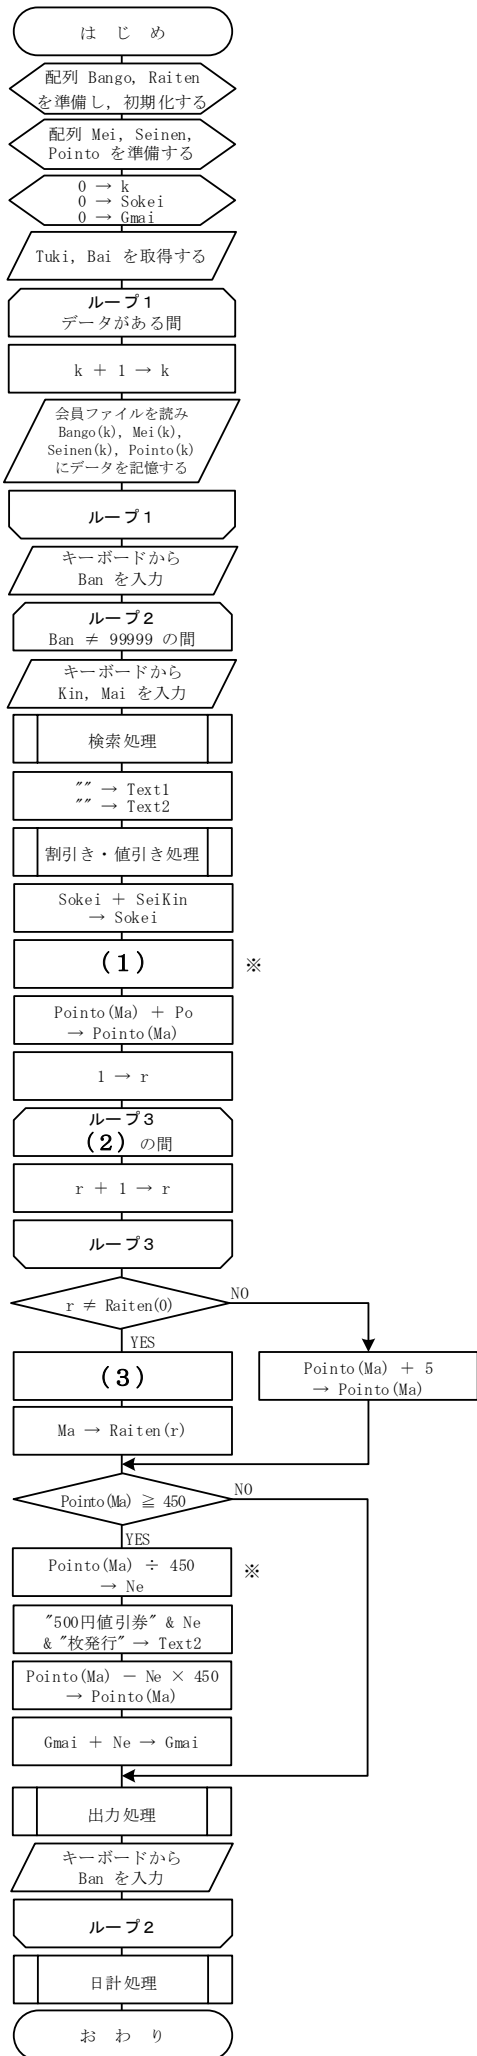 は じ め
配列 Bango, Raiten
を準備し，初期化する
配列 Mei, Seinen,
Pointo を準備する
0 → k
0 → Sokei
0 → Gmai
Tuki, Bai を取得する
ループ１
データがある間
k ＋ 1 → k
会員ファイルを読み
Bango(k), Mei(k),
Seinen(k), Pointo(k)
にデータを記憶する
ループ１
キーボードから
Ban を入力
ループ２
Ban ≠ 99999 の間
キーボードから
Kin, Mai を入力
検索処理
"" → Text1
"" → Text2
割引き・値引き処理
Sokei ＋ SeiKin
→ Sokei
(１) ※
Pointo(Ma) ＋ Po
→ Pointo(Ma)
1 → r
ループ３
(２) の間
r ＋ 1 → r
ループ３
r ≠ Raiten(0)
NO
YES
(３)
Pointo(Ma) ＋ 5
→ Pointo(Ma)
Ma → Raiten(r)
Pointo(Ma) ≧ 450
NO
YES
Pointo(Ma) ÷ 450
→ Ne
※
"500円値引券" & Ne
& "枚発行" → Text2
Pointo(Ma) － Ne × 450
→ Pointo(Ma)
Gmai ＋ Ne → Gmai
出力処理
キーボードから
Ban を入力
ループ２
日計処理
お わ り